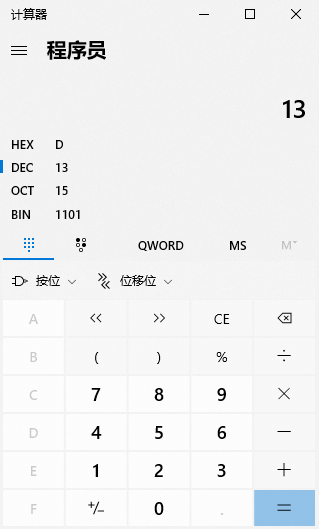 计算器
程序员
13
HEX D
DEC 13
OCT 15
BIN 1101
QWORD MS M
按位 位移位
A << >> CE
B ( ) % ÷
C 7 8 9 ×
D 4 5 6 −
E 1 2 3 +
F +/− 0 . =